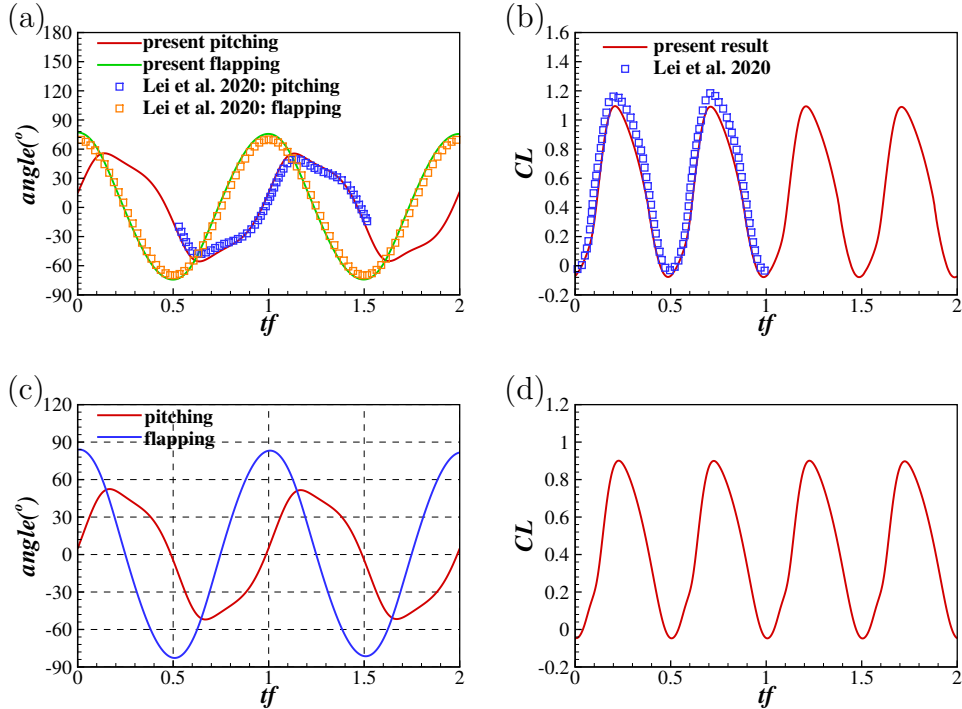 (a)
180
150
120
90
60
30
0
-30
-60
-90
angle(º)
present pitching
present flapping
Lei et al. 2020: pitching
Lei et al. 2020: flapping
0 0.5 1 1.5 2
tf
(b)
1.6
1.4
1.2
1
0.8
0.6
0.4
0.2
0
-0.2
CL
present result
Lei et al. 2020
0 0.5 1 1.5 2
tf
(c)
120
90
60
30
0
-30
-60
-90
angle(º)
pitching
flapping
0 0.5 1 1.5 2
tf
(d)
1.2
1
0.8
0.6
0.4
0.2
0
-0.2
CL
0 0.5 1 1.5 2
tf